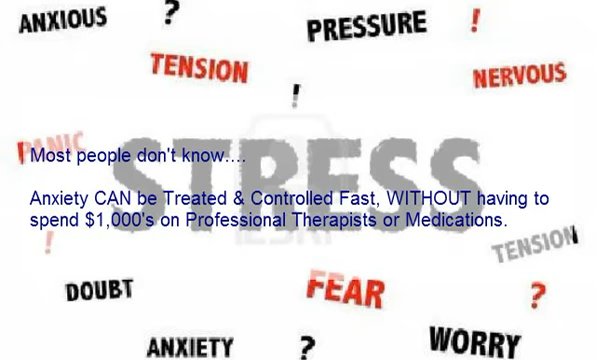 ANXIOUS ? PRESSURE !
TENSION NERVOUS
!
PANIC
STRESS
Most people don't know....
Anxiety CAN be Treated & Controlled Fast, WITHOUT having to
spend $1,000's on Professional Therapists or Medications.
! TENSION
DOUBT FEAR ?
ANXIETY ? WORRY